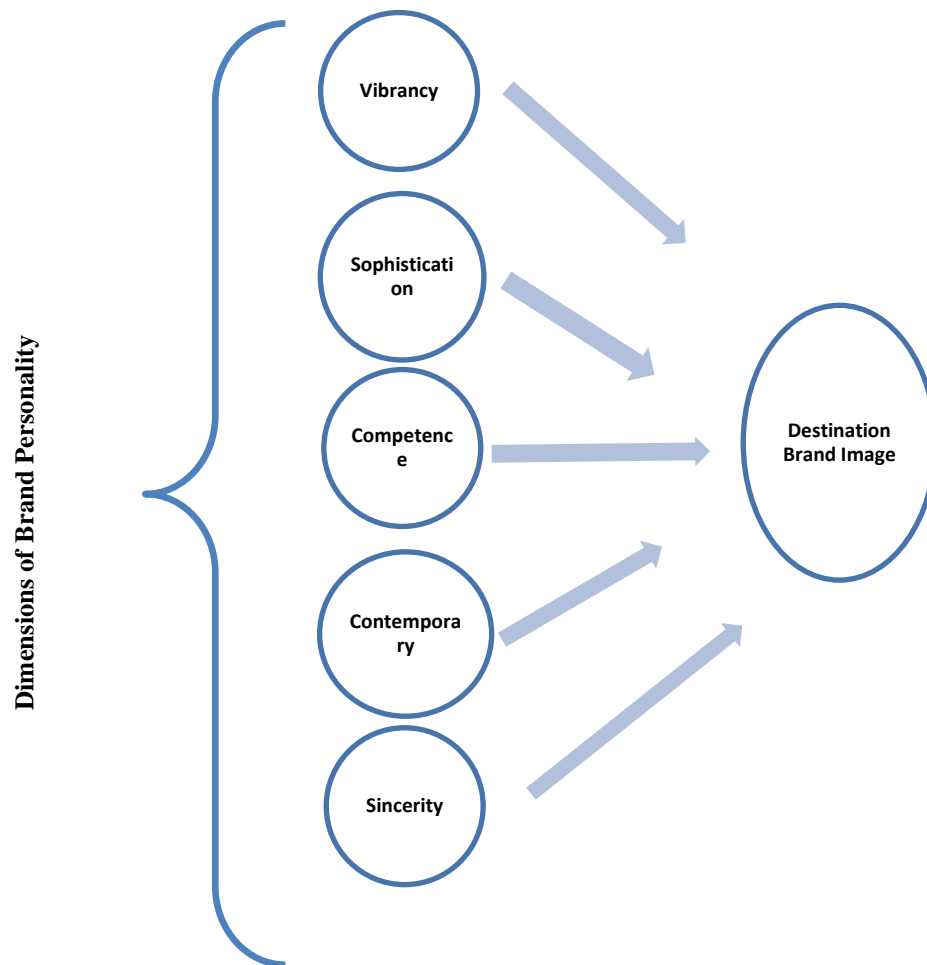 Dimensions of Brand Personality
Vibrancy
Sophisticati
on
Competenc
e
Contempora
ry
Sincerity
Destination
Brand Image